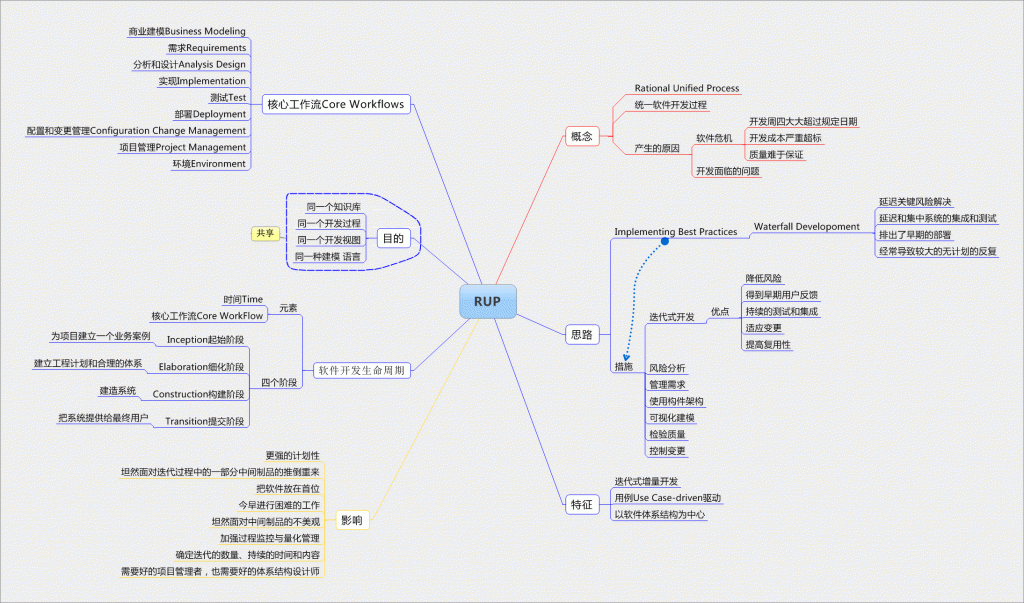 RUP
概念
Rational Unified Process
统一软件开发过程
产生的原因
软件危机
开发周四大大超过规定日期
开发成本严重超标
质量难于保证
开发面临的问题
思路
Implementing Best Practices
Waterfall Developoment
延迟关键风险解决
延迟和集中系统的集成和测试
排出了早期的部署
经常导致较大的无计划的反复
措施
迭代式开发
优点
降低风险
得到早期用户反馈
持续的测试和集成
适应变更
提高复用性
风险分析
管理需求
使用构件架构
可视化建模
检验质量
控制变更
特征
迭代式增量开发
用例Use Case-driven驱动
以软件体系结构为中心
核心工作流Core Workflows
商业建模Business Modeling
需求Requirements
分析和设计Analysis Design
实现Implementation
测试Test
部署Deployment
配置和变更管理Configuration Change Management
项目管理Project Management
环境Environment
目的
同一个知识库
同一个开发过程
同一个开发视图
同一种建模 语言
共享
软件开发生命周期
元素
时间Time
核心工作流Core WorkFlow
四个阶段
Inception起始阶段
为项目建立一个业务案例
Elaboration细化阶段
建立工程计划和合理的体系
Construction构建阶段
建造系统
Transition提交阶段
把系统提供给最终用户
影响
更强的计划性
坦然面对迭代过程中的一部分中间制品的推倒重来
把软件放在首位
今早进行困难的工作
坦然面对中间制品的不美观
加强过程监控与量化管理
确定迭代的数量、持续的时间和内容
需要好的项目管理者，也需要好的体系结构设计师